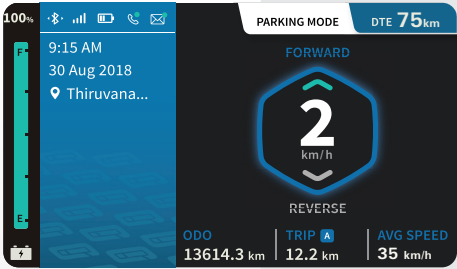 100%
PARKING MODE
DTE 75km
9:15 AM
F
30 Aug 2018
Thiruvana...
FORWARD
2
km/h
REVERSE
E
ODO
TRIP A
AVG SPEED
13614.3 km
12.2 km
35 km/h